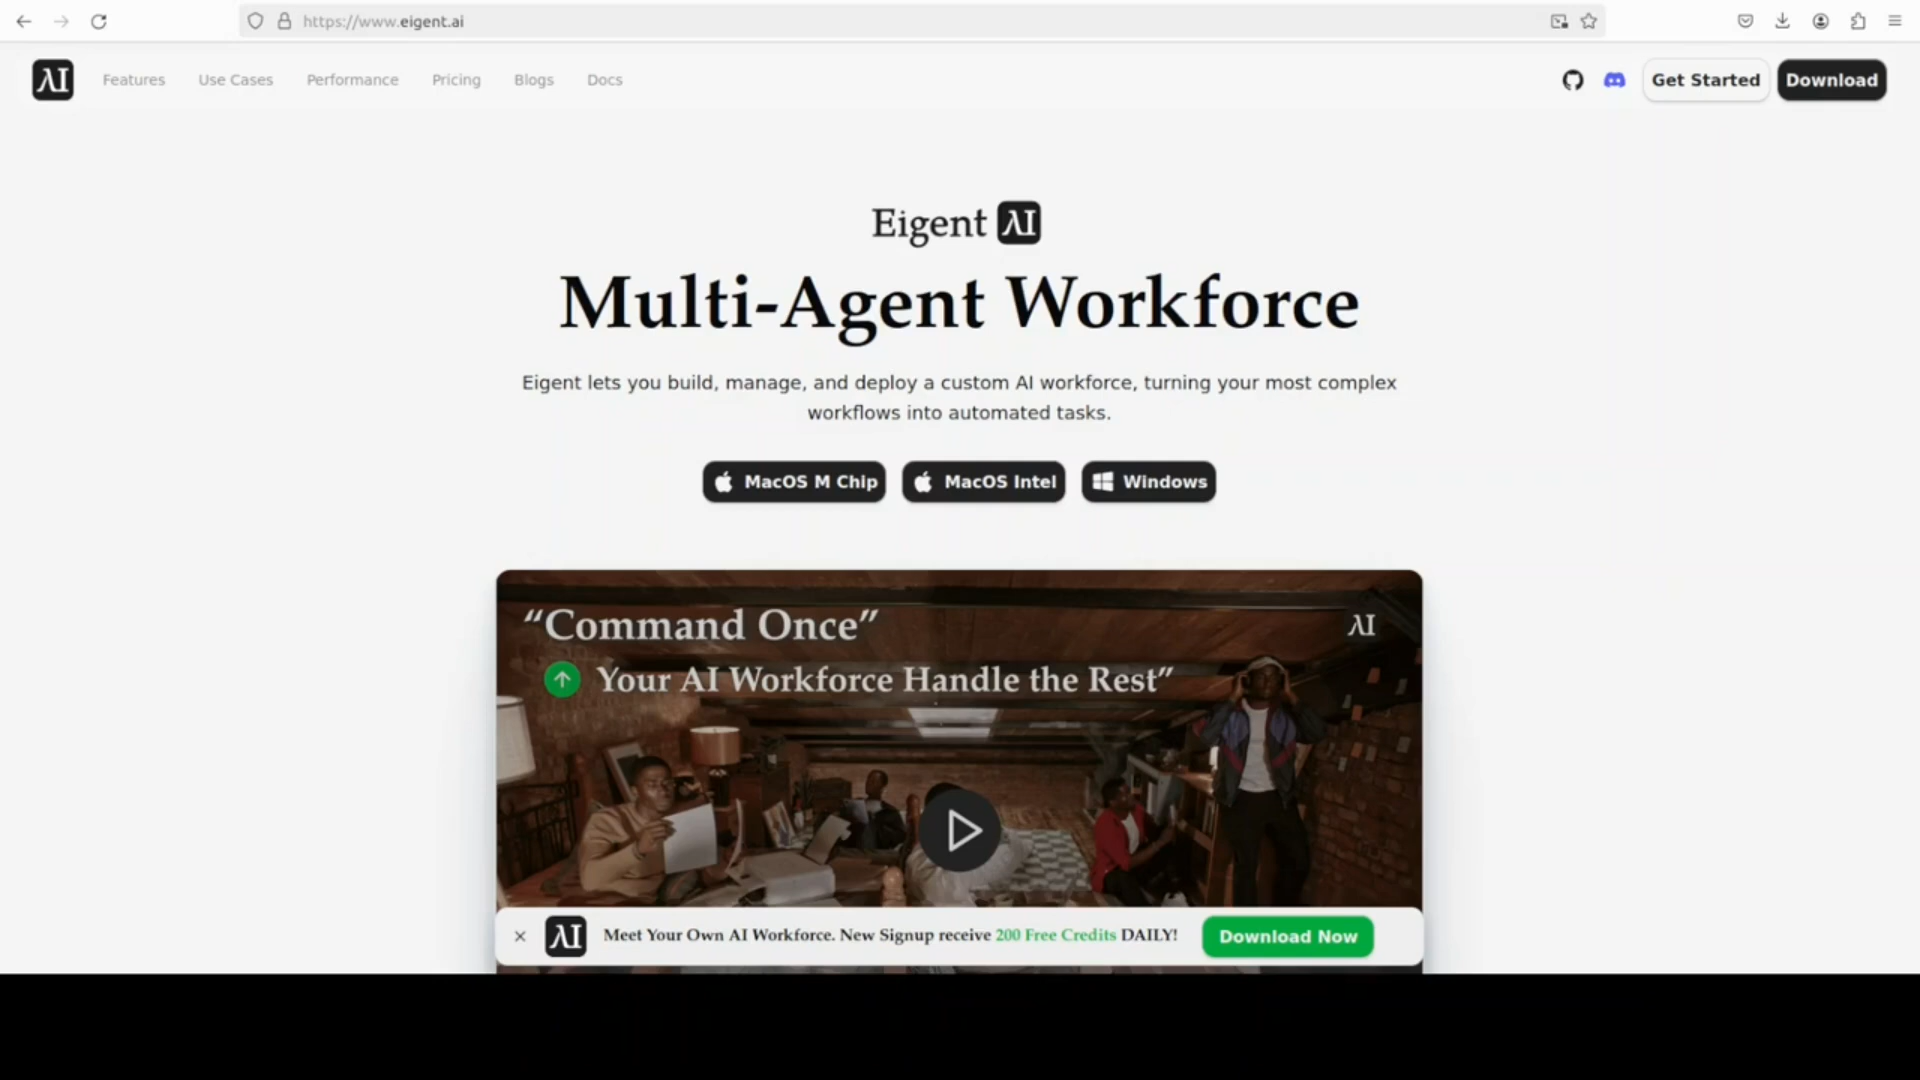 https://www.eigent.ai
λI Features Use Cases Performance Pricing Blogs Docs Get Started Download
Eigent λI
Multi-Agent Workforce
Eigent lets you build, manage, and deploy a custom AI workforce, turning your most complex
workflows into automated tasks.
MacOS M Chip MacOS Intel Windows
“Command Once” λI
Your AI Workforce Handle the Rest”
λI Meet Your Own AI Workforce. New Signup receive 200 Free Credits DAILY! Download Now